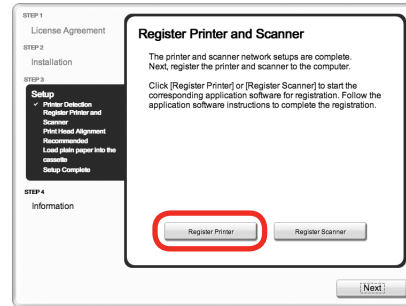 STEP 1
License Agreement
STEP 2
Installation
STEP 3
Setup
✓ Printer Detection
Register Printer and
Scanner
Print Head Alignment
Recommended
Load plain paper into the
cassette
Setup Complete
STEP 4
Information
Register Printer and Scanner
The printer and scanner network setups are complete.
Next, register the printer and scanner to the computer.
Click [Register Printer] or [Register Scanner] to start the
corresponding application software for registration. Follow the
application software instructions to complete the registration.
Register Printer
Register Scanner
Next